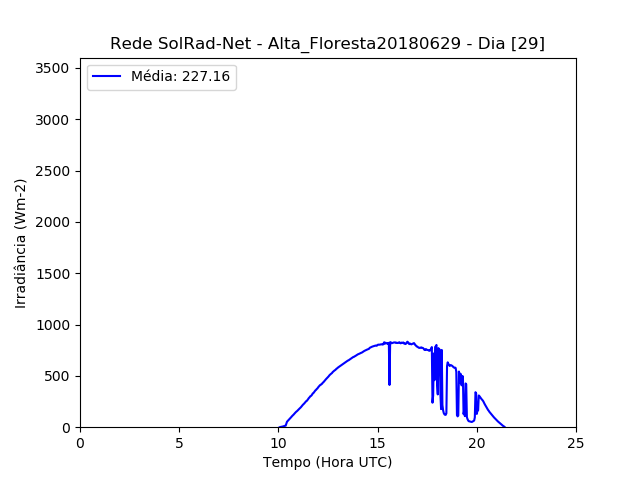 Rede SolRad-Net - Alta_Floresta20180629 - Dia [29]
Média: 227.16
3500
3000
2500
2000
1500
1000
500
0
Irradiância (Wm-2)
0 5 10 15 20 25
Tempo (Hora UTC)